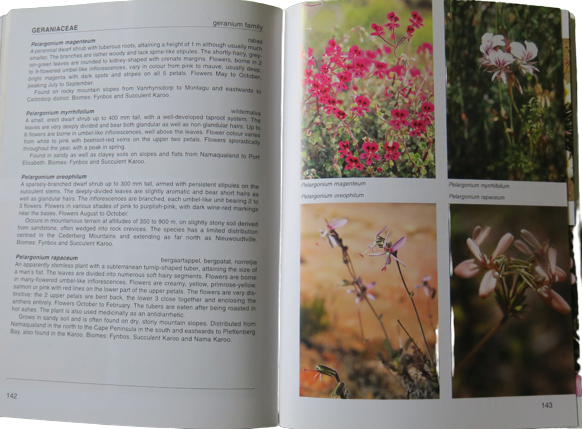 GERANIACEAE geranium family
Pelargonium magenteum rabas
A perennial dwarf shrub with tuberous roots, attaining a height of 1 m although usually much
smaller. The branches are rather woody and lack spine-like stipules. The shortly-hairy, grey-
green leaves are rounded to kidney-shaped with crenate margins. Flowers, borne in 2
to 9-flowered umbel-like inflorescences, vary in colour from pink to mauve, usually deep
bright magenta with dark spots and stripes on all 5 petals. Flowers May to October,
peaking July to September.
Found on rocky mountain slopes from Vanrhynsdorp to Montagu and eastwards to
Calitzdorp district. Biomes: Fynbos and Succulent Karoo.
Pelargonium myrrhifolium wildemalva
A small, erect dwarf shrub up to 400 mm tall, with a well-developed taproot system. The
leaves are very deeply divided and bear both glandular as well as non-glandular hairs. Up to
5 flowers are borne in umbel-like inflorescences, well above the leaves. Flower colour varies
from white to pink with beetroot-red veins on the upper two petals. Flowers sporadically
throughout the year, with a peak in spring.
Found in sandy as well as clayey soils on slopes and flats from Namaqualand to Port
Elizabeth. Biomes: Fynbos and Succulent Karoo.
Pelargonium oreophilum
A sparsely-branched dwarf shrub up to 300 mm tall, armed with persistent stipules on the
succulent stems. The deeply-divided leaves are slightly aromatic and bear short hairs as
well as glandular hairs. The inflorescences are branched, each umbel-like unit bearing 2 to
3 flowers. Flowers in various shades of pink to purplish-pink, with dark wine-red markings
near the bases. Flowers August to October.
Occurs in mountainous terrain at altitudes of 350 to 900 m, on slightly stony soil derived
from sandstone, often wedged into rock crevices. The species has a limited distribution
centred in the Cederberg Mountains and extending as far north as Nieuwoudtville.
Biomes: Fynbos and Succulent Karoo.
Pelargonium rapaceum bergaartappel, bergpatat, norretjie
An apparently stemless plant with a subterranean turnip-shaped tuber, attaining the size of
a man's fist. The leaves are divided into numerous soft hairy segments. Flowers are borne
in many-flowered umbel-like inflorescences. Flowers are creamy, yellow, primrose-yellow,
salmon or pink with red lines on the lower part of the upper petals. The flowers are very dis-
tinctive: the 2 upper petals are bent back, the lower 3 close together and enclosing the
anthers entirely. Flowers October to February. The tubers are eaten after being roasted in
hot ashes. The plant is also used medicinally as an antidiarrhetic.
Grows in sandy soil and is often found on dry, stony mountain slopes. Distributed from
Namaqualand in the north to the Cape Peninsula in the south and eastwards to Plettenberg
Bay, also found in the Karoo. Biomes: Fynbos, Succulent Karoo and Nama Karoo.
142
Pelargonium magenteum Pelargonium myrrhifolium
Pelargonium oreophilum Pelargonium rapaceum
143